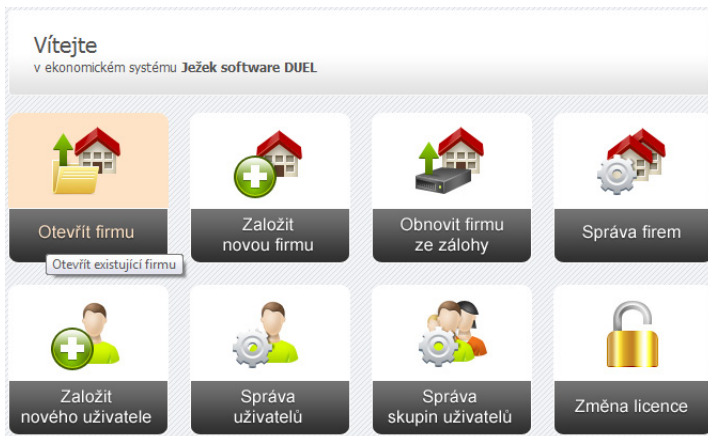 Vítejte
v ekonomickém systému Ježek software DUEL
Otevřít firmu
Založit
novou firmu
Obnovit firmu
ze zálohy
Správa firem
Otevřít existující firmu
Založit
nového uživatele
Správa
uživatelů
Správa
skupin uživatelů
Změna licence